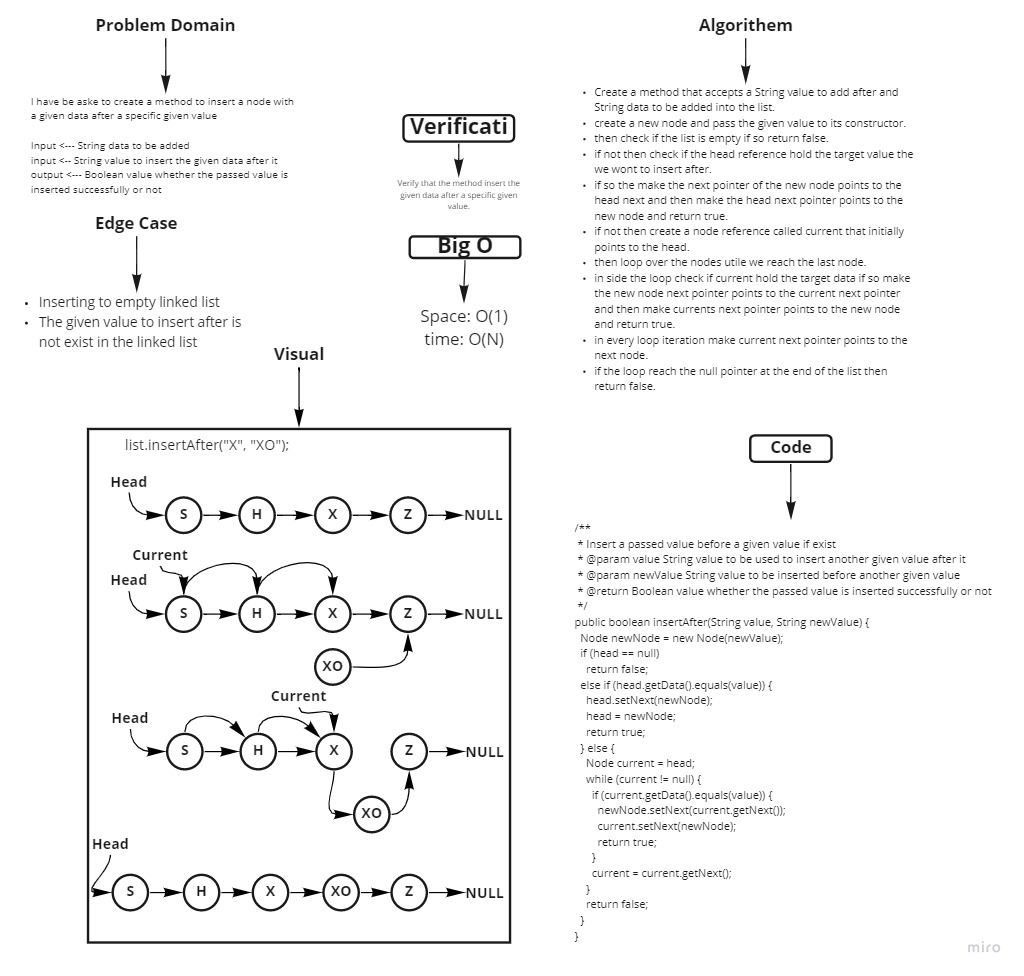 Problem Domain
I have be aske to create a method to insert a node with
a given data after a specific given value
Input <--- String data to be added
input <-- String value to insert the given data after it
output <--- Boolean value whether the passed value is
inserted successfully or not
Edge Case
• Inserting to empty linked list
• The given value to insert after is
not exist in the linked list
Verificati
Verify that the method insert the
given data after a specific given
value.
Big O
Space: O(1)
time: O(N)
Visual
list.insertAfter("X", "XO");
Head
S H X Z NULL
Current
Head
S H X Z NULL
XO
Current
Head
S H X Z NULL
XO
Head
S H X XO Z NULL
Algorithem
• Create a method that accepts a String value to add after and
String data to be added into the list.
• create a new node and pass the given value to its constructor.
• then check if the list is empty if so return false.
• if not then check if the head reference hold the target value the
we wont to insert after.
• if so the make the next pointer of the new node points to the
head next and then make the head next pointer points to the
new node and return true.
• if not then create a node reference called current that initially
points to the head.
• then loop over the nodes utile we reach the last node.
• in side the loop check if current hold the target data if so make
the new node next pointer points to the current next pointer
and then make currents next pointer points to the new node
and return true.
• in every loop iteration make current next pointer points to the
next node.
• if the loop reach the null pointer at the end of the list then
return false.
Code
/**
* Insert a passed value before a given value if exist
* @param value String value to be used to insert another given value after it
* @param newValue String value to be inserted before another given value
* @return Boolean value whether the passed value is inserted successfully or not
*/
public boolean insertAfter(String value, String newValue) {
Node newNode = new Node(newValue);
if (head == null)
return false;
else if (head.getData().equals(value)) {
head.setNext(newNode);
head = newNode;
return true;
} else {
Node current = head;
while (current != null) {
if (current.getData().equals(value)) {
newNode.setNext(current.getNext());
current.setNext(newNode);
return true;
}
current = current.getNext();
}
return false;
}
}
miro